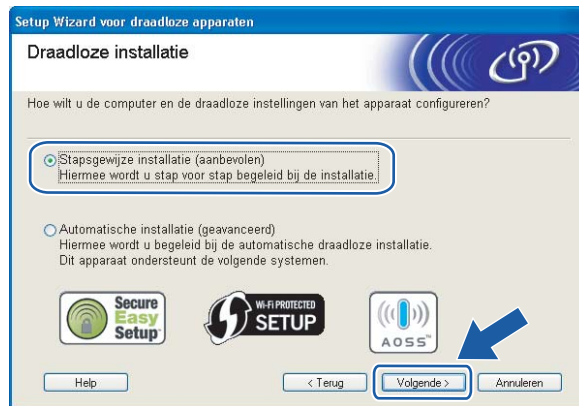 Setup Wizard voor draadloze apparaten
Draadloze installatie
Hoe wilt u de computer en de draadloze instellingen van het apparaat configureren?
Stapsgewijze installatie (aanbevolen)
Hiermee wordt u stap voor stap begeleid bij de installatie.
Automatische installatie (geavanceerd)
Hiermee wordt u begeleid bij de automatische draadloze installatie.
Dit apparaat ondersteunt de volgende systemen.
Secure
Easy
Setup
Wi-Fi PROTECTED
SETUP
AOSS™
Help
< Terug
Volgende >
Annuleren